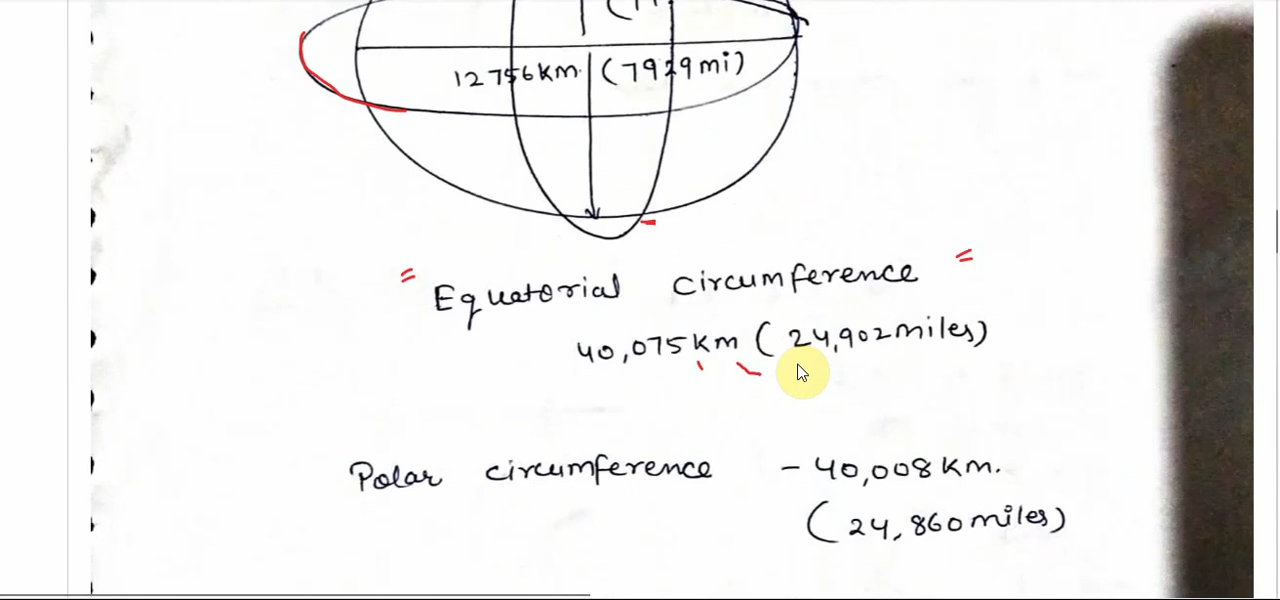 12756km (7929mi)
Equatorial circumference
40,075km (24,902miles)
Polar circumference - 40,008km.
(24,860miles)